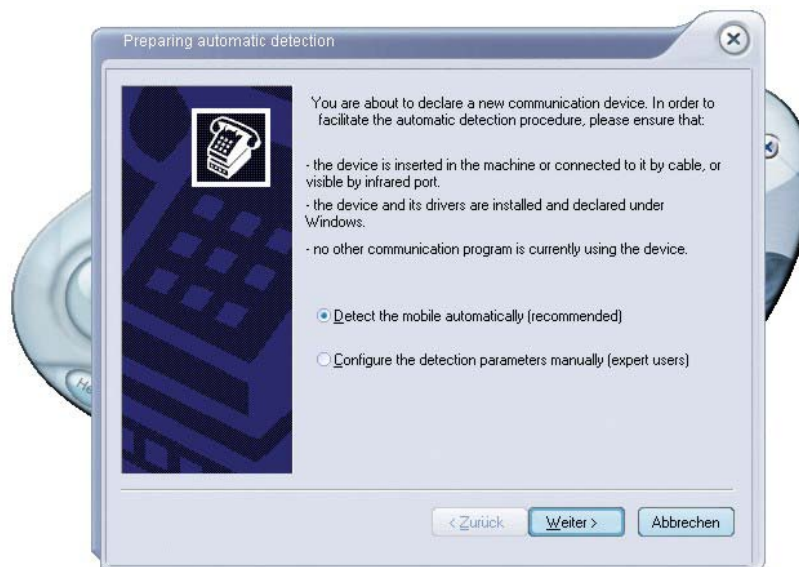 Preparing automatic detection
You are about to declare a new communication device. In order to
facilitate the automatic detection procedure, please ensure that:
- the device is inserted in the machine or connected to it by cable, or
visible by infrared port.
- the device and its drivers are installed and declared under
Windows.
- no other communication program is currently using the device.
Detect the mobile automatically (recommended)
Configure the detection parameters manually (expert users)
< Zurück Weiter > Abbrechen